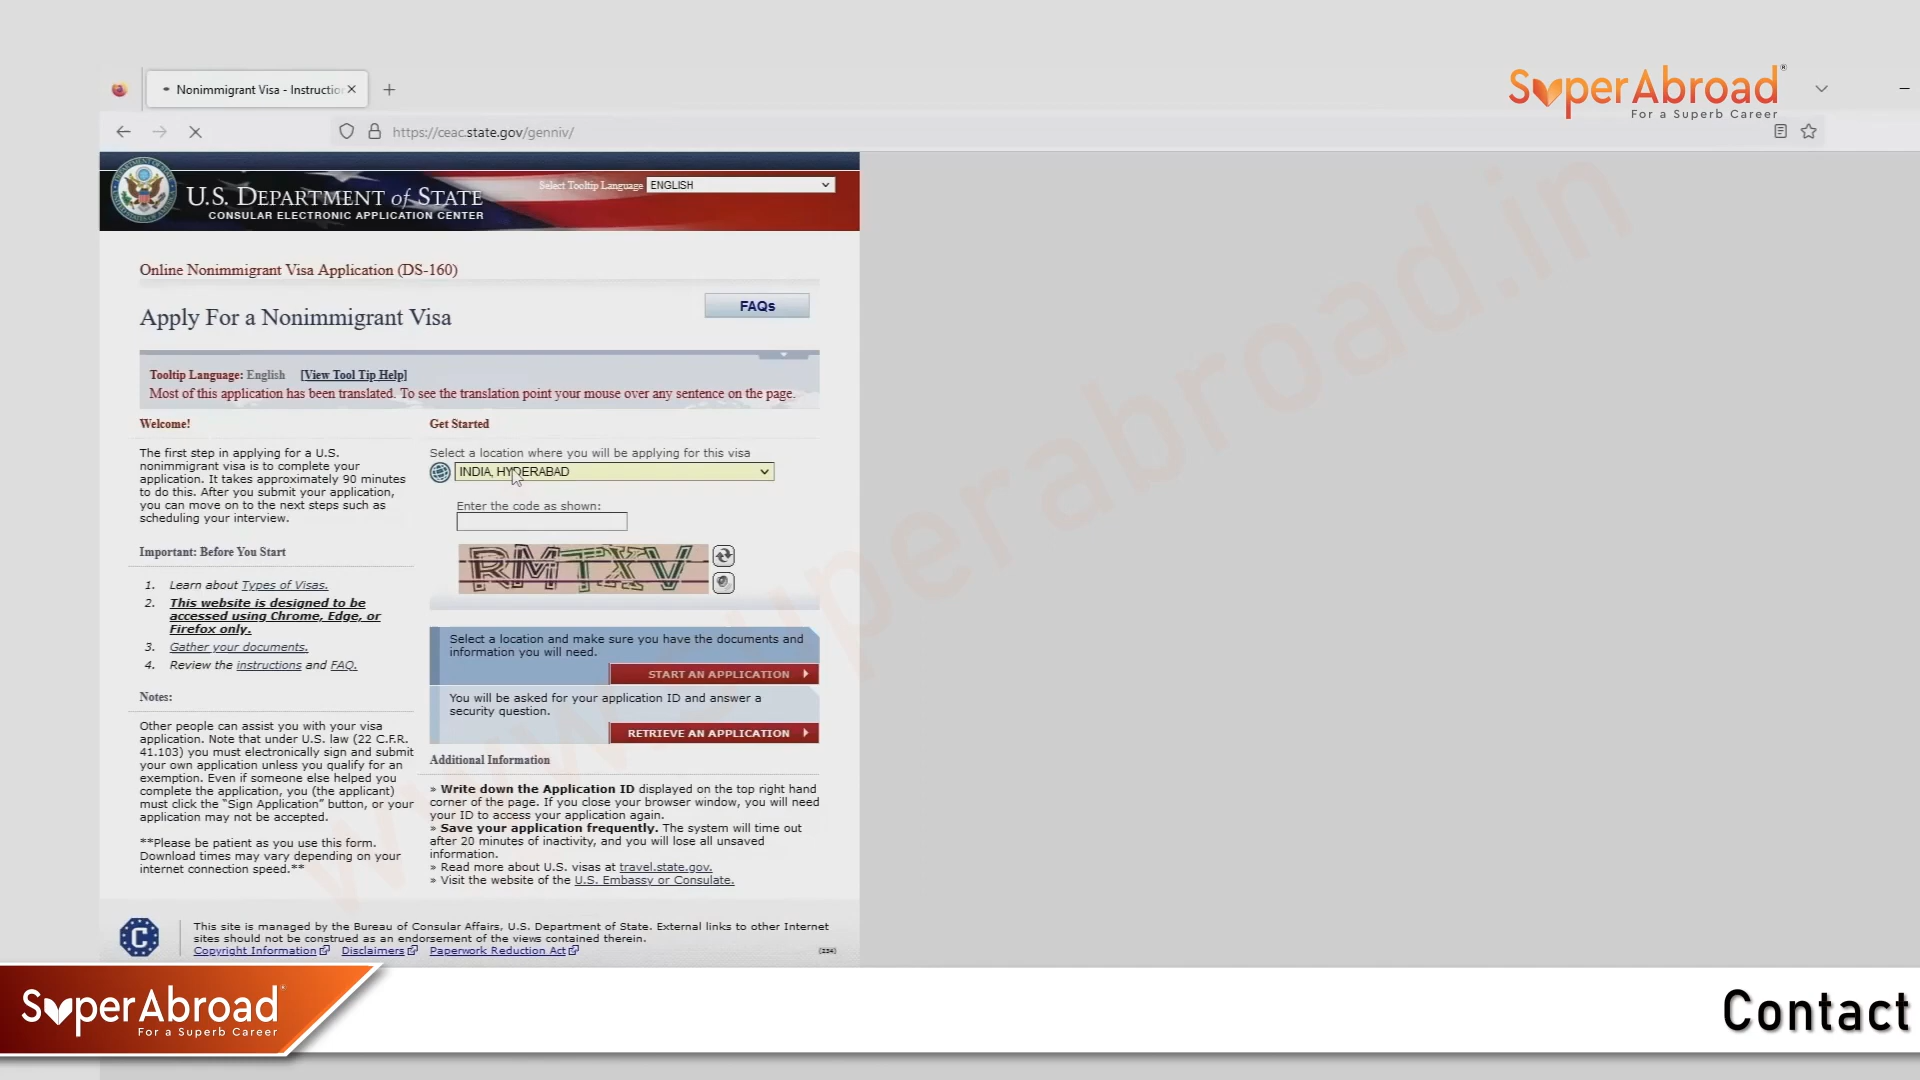 Nonimmigrant Visa - Instructio
SuperAbroad®
For a Superb Career
https://ceac.state.gov/genniv/
U.S. DEPARTMENT of STATE
CONSULAR ELECTRONIC APPLICATION CENTER
Select Tooltip Language ENGLISH
Online Nonimmigrant Visa Application (DS-160)
FAQs
Apply For a Nonimmigrant Visa
Tooltip Language: English [View Tool Tip Help]
Most of this application has been translated. To see the translation point your mouse over any sentence on the page.
Welcome!
The first step in applying for a U.S.
nonimmigrant visa is to complete your
application. It takes approximately 90 minutes
to do this. After you submit your application,
you can move on to the next steps such as
scheduling your interview.
Important: Before You Start
1. Learn about Types of Visas.
2. This website is designed to be
accessed using Chrome, Edge, or
Firefox only.
3. Gather your documents.
4. Review the instructions and FAQ.
Notes:
Other people can assist you with your visa
application. Note that under U.S. law (22 C.F.R.
41.103) you must electronically sign and submit
your own application unless you qualify for an
exemption. Even if someone else helped you
complete the application, you (the applicant)
must click the “Sign Application” button, or your
application may not be accepted.
**Please be patient as you use this form.
Download times may vary depending on your
internet connection speed.**
Get Started
Select a location where you will be applying for this visa
INDIA, HYDERABAD
Enter the code as shown:
RMTXV
Select a location and make sure you have the documents and
information you will need.
START AN APPLICATION
You will be asked for your application ID and answer a
security question.
RETRIEVE AN APPLICATION
Additional Information
» Write down the Application ID displayed on the top right hand
corner of the page. If you close your browser window, you will need
your ID to access your application again.
» Save your application frequently. The system will time out
after 20 minutes of inactivity, and you will lose all unsaved
information.
» Read more about U.S. visas at travel.state.gov.
» Visit the website of the U.S. Embassy or Consulate.
C
This site is managed by the Bureau of Consular Affairs, U.S. Department of State. External links to other Internet
sites should not be construed as an endorsement of the views contained therein.
Copyright Information Disclaimers Paperwork Reduction Act
www.superabroad.in
SuperAbroad®
For a Superb Career
Contact